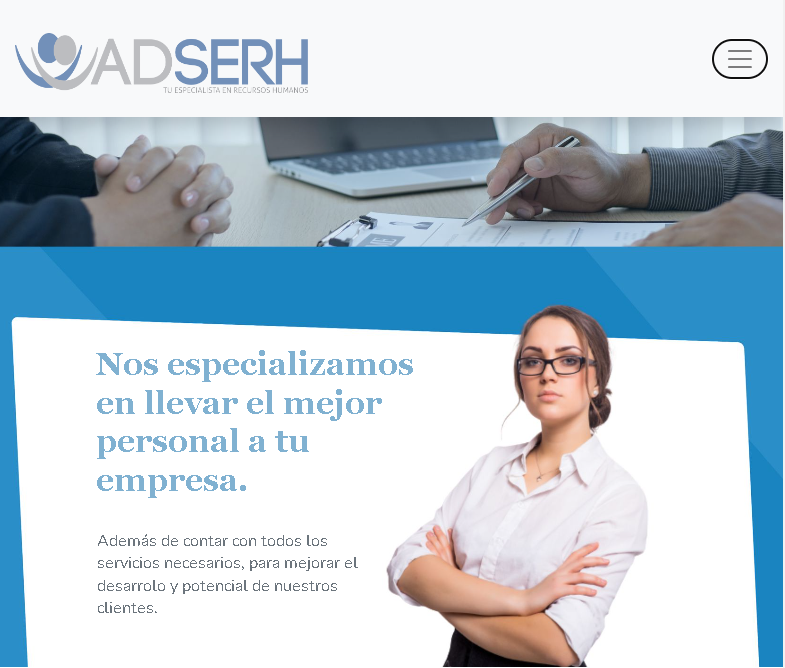 ADSERH
TU ESPECIALISTA EN RECURSOS HUMANOS
Nos especializamos
en llevar el mejor
personal a tu
empresa.
Además de contar con todos los
servicios necesarios, para mejorar el
desarrolo y potencial de nuestros
clientes.